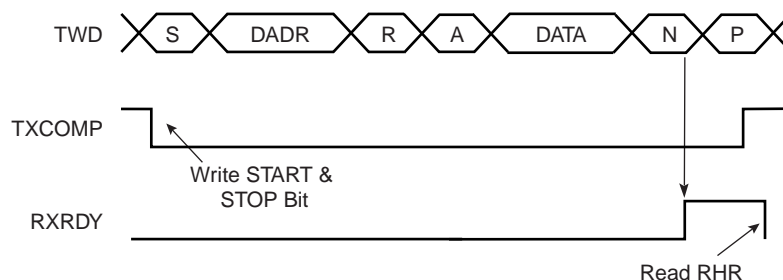 TWD S DADR R A DATA N P
TXCOMP
Write START &
STOP Bit
RXRDY
Read RHR